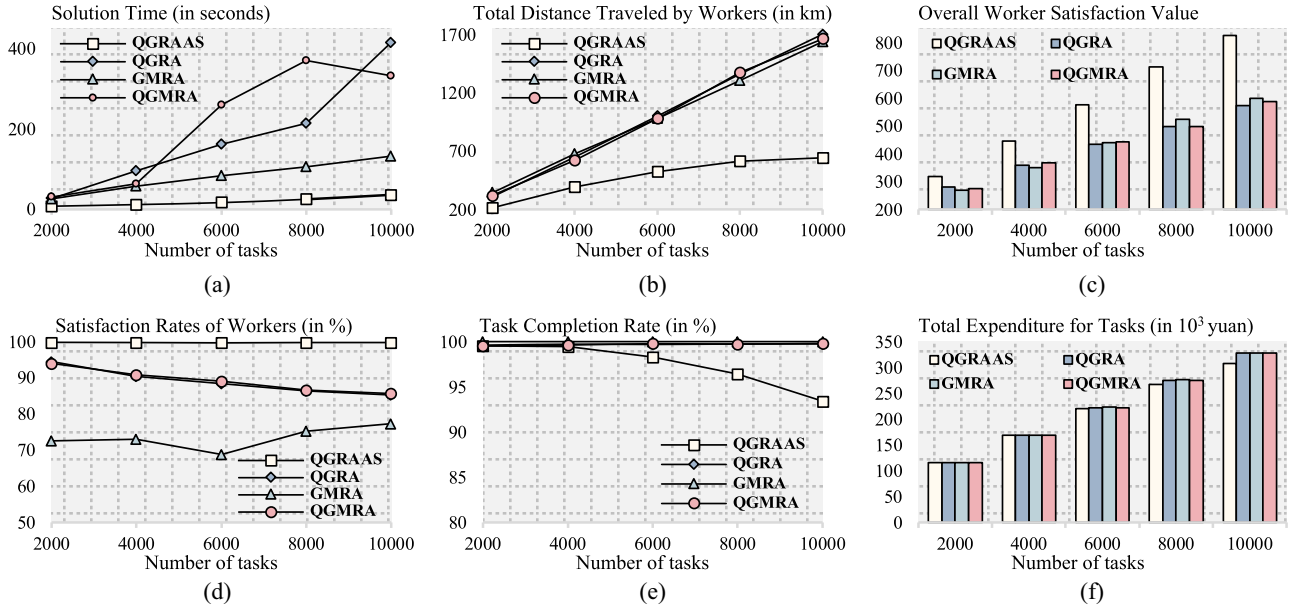 Solution Time (in seconds)
400
200
0
QGRAAS
QGRA
GMRA
QGMRA
2000 4000 6000 8000 10000
Number of tasks
(a)
Total Distance Traveled by Workers (in km)
1700
1200
700
200
QGRAAS
QGRA
GMRA
QGMRA
2000 4000 6000 8000 10000
Number of tasks
(b)
Overall Worker Satisfaction Value
800
700
600
500
400
300
200
QGRAAS QGRA
GMRA QGMRA
2000 4000 6000 8000 10000
Number of tasks
(c)
Satisfaction Rates of Workers (in %)
100
90
80
70
60
50
QGRAAS
QGRA
GMRA
QGMRA
2000 4000 6000 8000 10000
Number of tasks
(d)
Task Completion Rate (in %)
100
95
90
85
80
QGRAAS
QGRA
GMRA
QGMRA
2000 4000 6000 8000 10000
Number of tasks
(e)
Total Expenditure for Tasks (in 10³ yuan)
350
300
250
200
150
100
50
0
QGRAAS QGRA
GMRA QGMRA
2000 4000 6000 8000 10000
Number of tasks
(f)